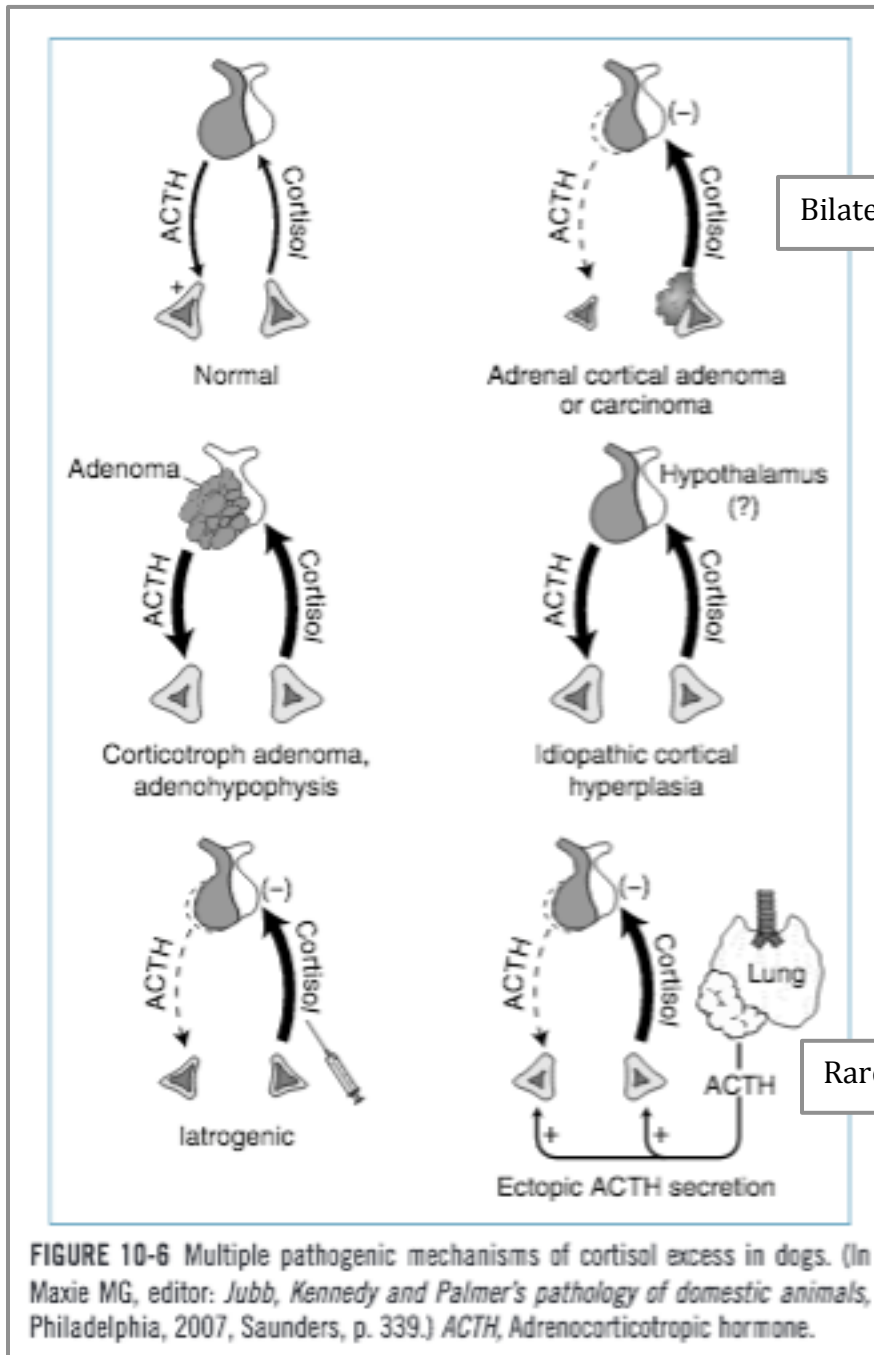 ACTH
Cortisol
+
Normal
(−)
ACTH
Cortisol
Adrenal cortical adenoma
or carcinoma
Bilate
Adenoma
ACTH
Cortisol
Corticotroph adenoma,
adenohypophysis
Hypothalamus
(?)
ACTH
Cortisol
Idiopathic cortical
hyperplasia
(−)
ACTH
Cortisol
Iatrogenic
(−)
ACTH
Cortisol
Lung
ACTH
+
+
Ectopic ACTH secretion
Rare
FIGURE 10-6 Multiple pathogenic mechanisms of cortisol excess in dogs. (In
Maxie MG, editor: Jubb, Kennedy and Palmer's pathology of domestic animals,
Philadelphia, 2007, Saunders, p. 339.) ACTH, Adrenocorticotropic hormone.